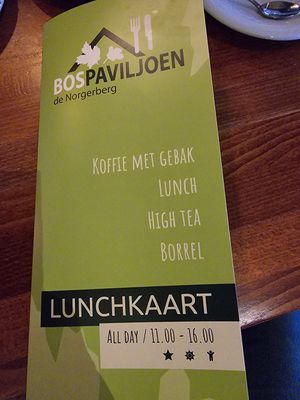 BOSPAVILJOEN
de Norgerberg
KOFFIE MET GEBAK
LUNCH
HIGH TEA
BORREL
LUNCHKAART
ALL DAY / 11.00 - 16.00